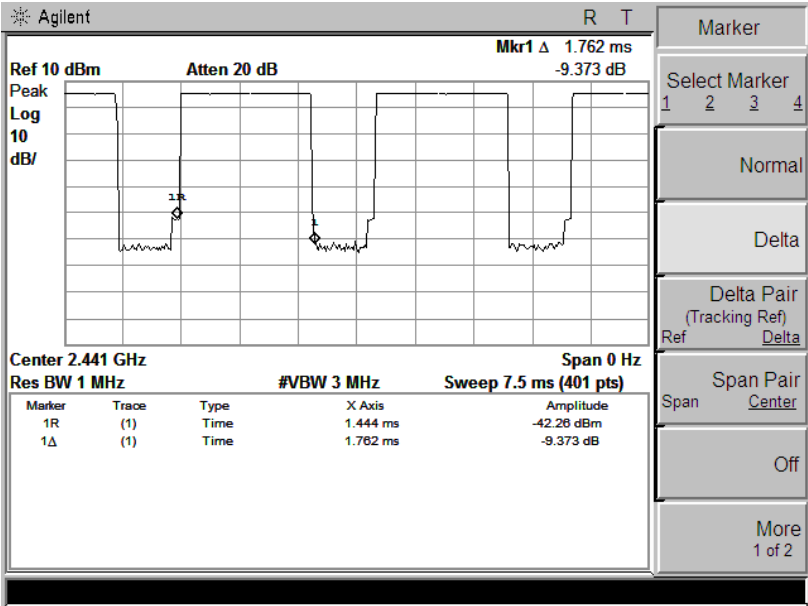 Agilent R T
Mkr1 Δ 1.762 ms
Ref 10 dBm Atten 20 dB -9.373 dB
Peak
Log
10
dB/
1R
1
Center 2.441 GHz Span 0 Hz
Res BW 1 MHz #VBW 3 MHz Sweep 7.5 ms (401 pts)
Marker Trace Type X Axis Amplitude
1R (1) Time 1.444 ms -42.26 dBm
1Δ (1) Time 1.762 ms -9.373 dB
Marker
Select Marker
1 2 3 4
Normal
Delta
Delta Pair
(Tracking Ref)
Ref Delta
Span Pair
Span Center
Off
More
1 of 2